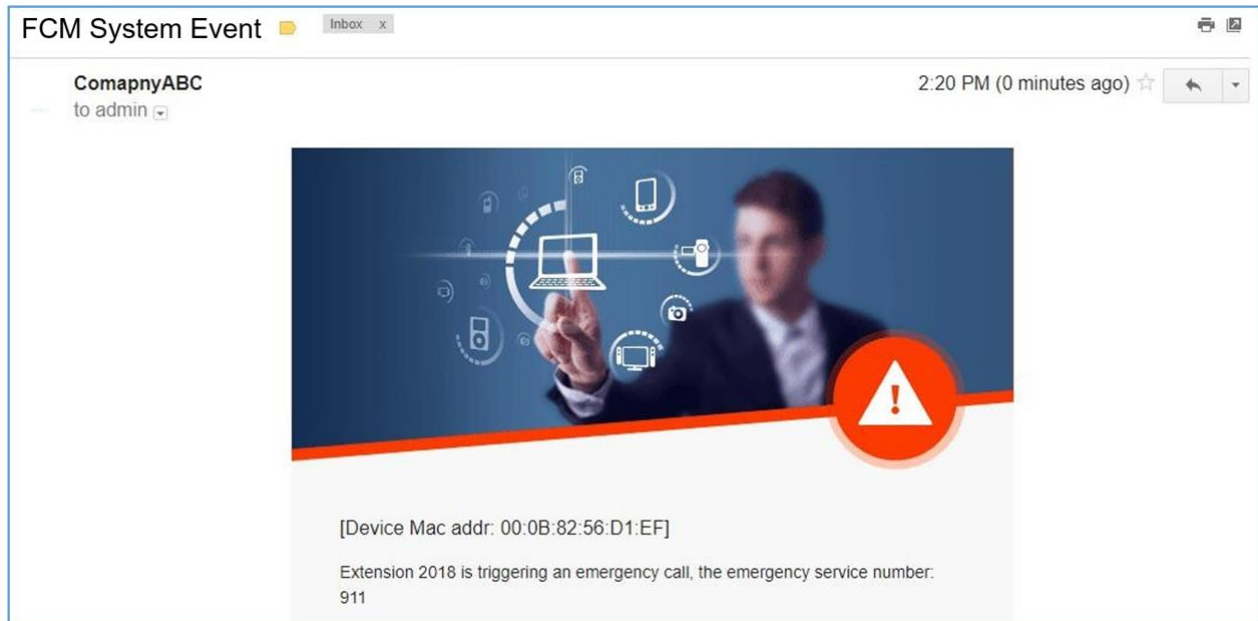 FCM System Event
Inbox x
ComapnyABC
2:20 PM (0 minutes ago)
to admin
[Device Mac addr: 00:0B:82:56:D1:EF]
Extension 2018 is triggering an emergency call, the emergency service number:
911